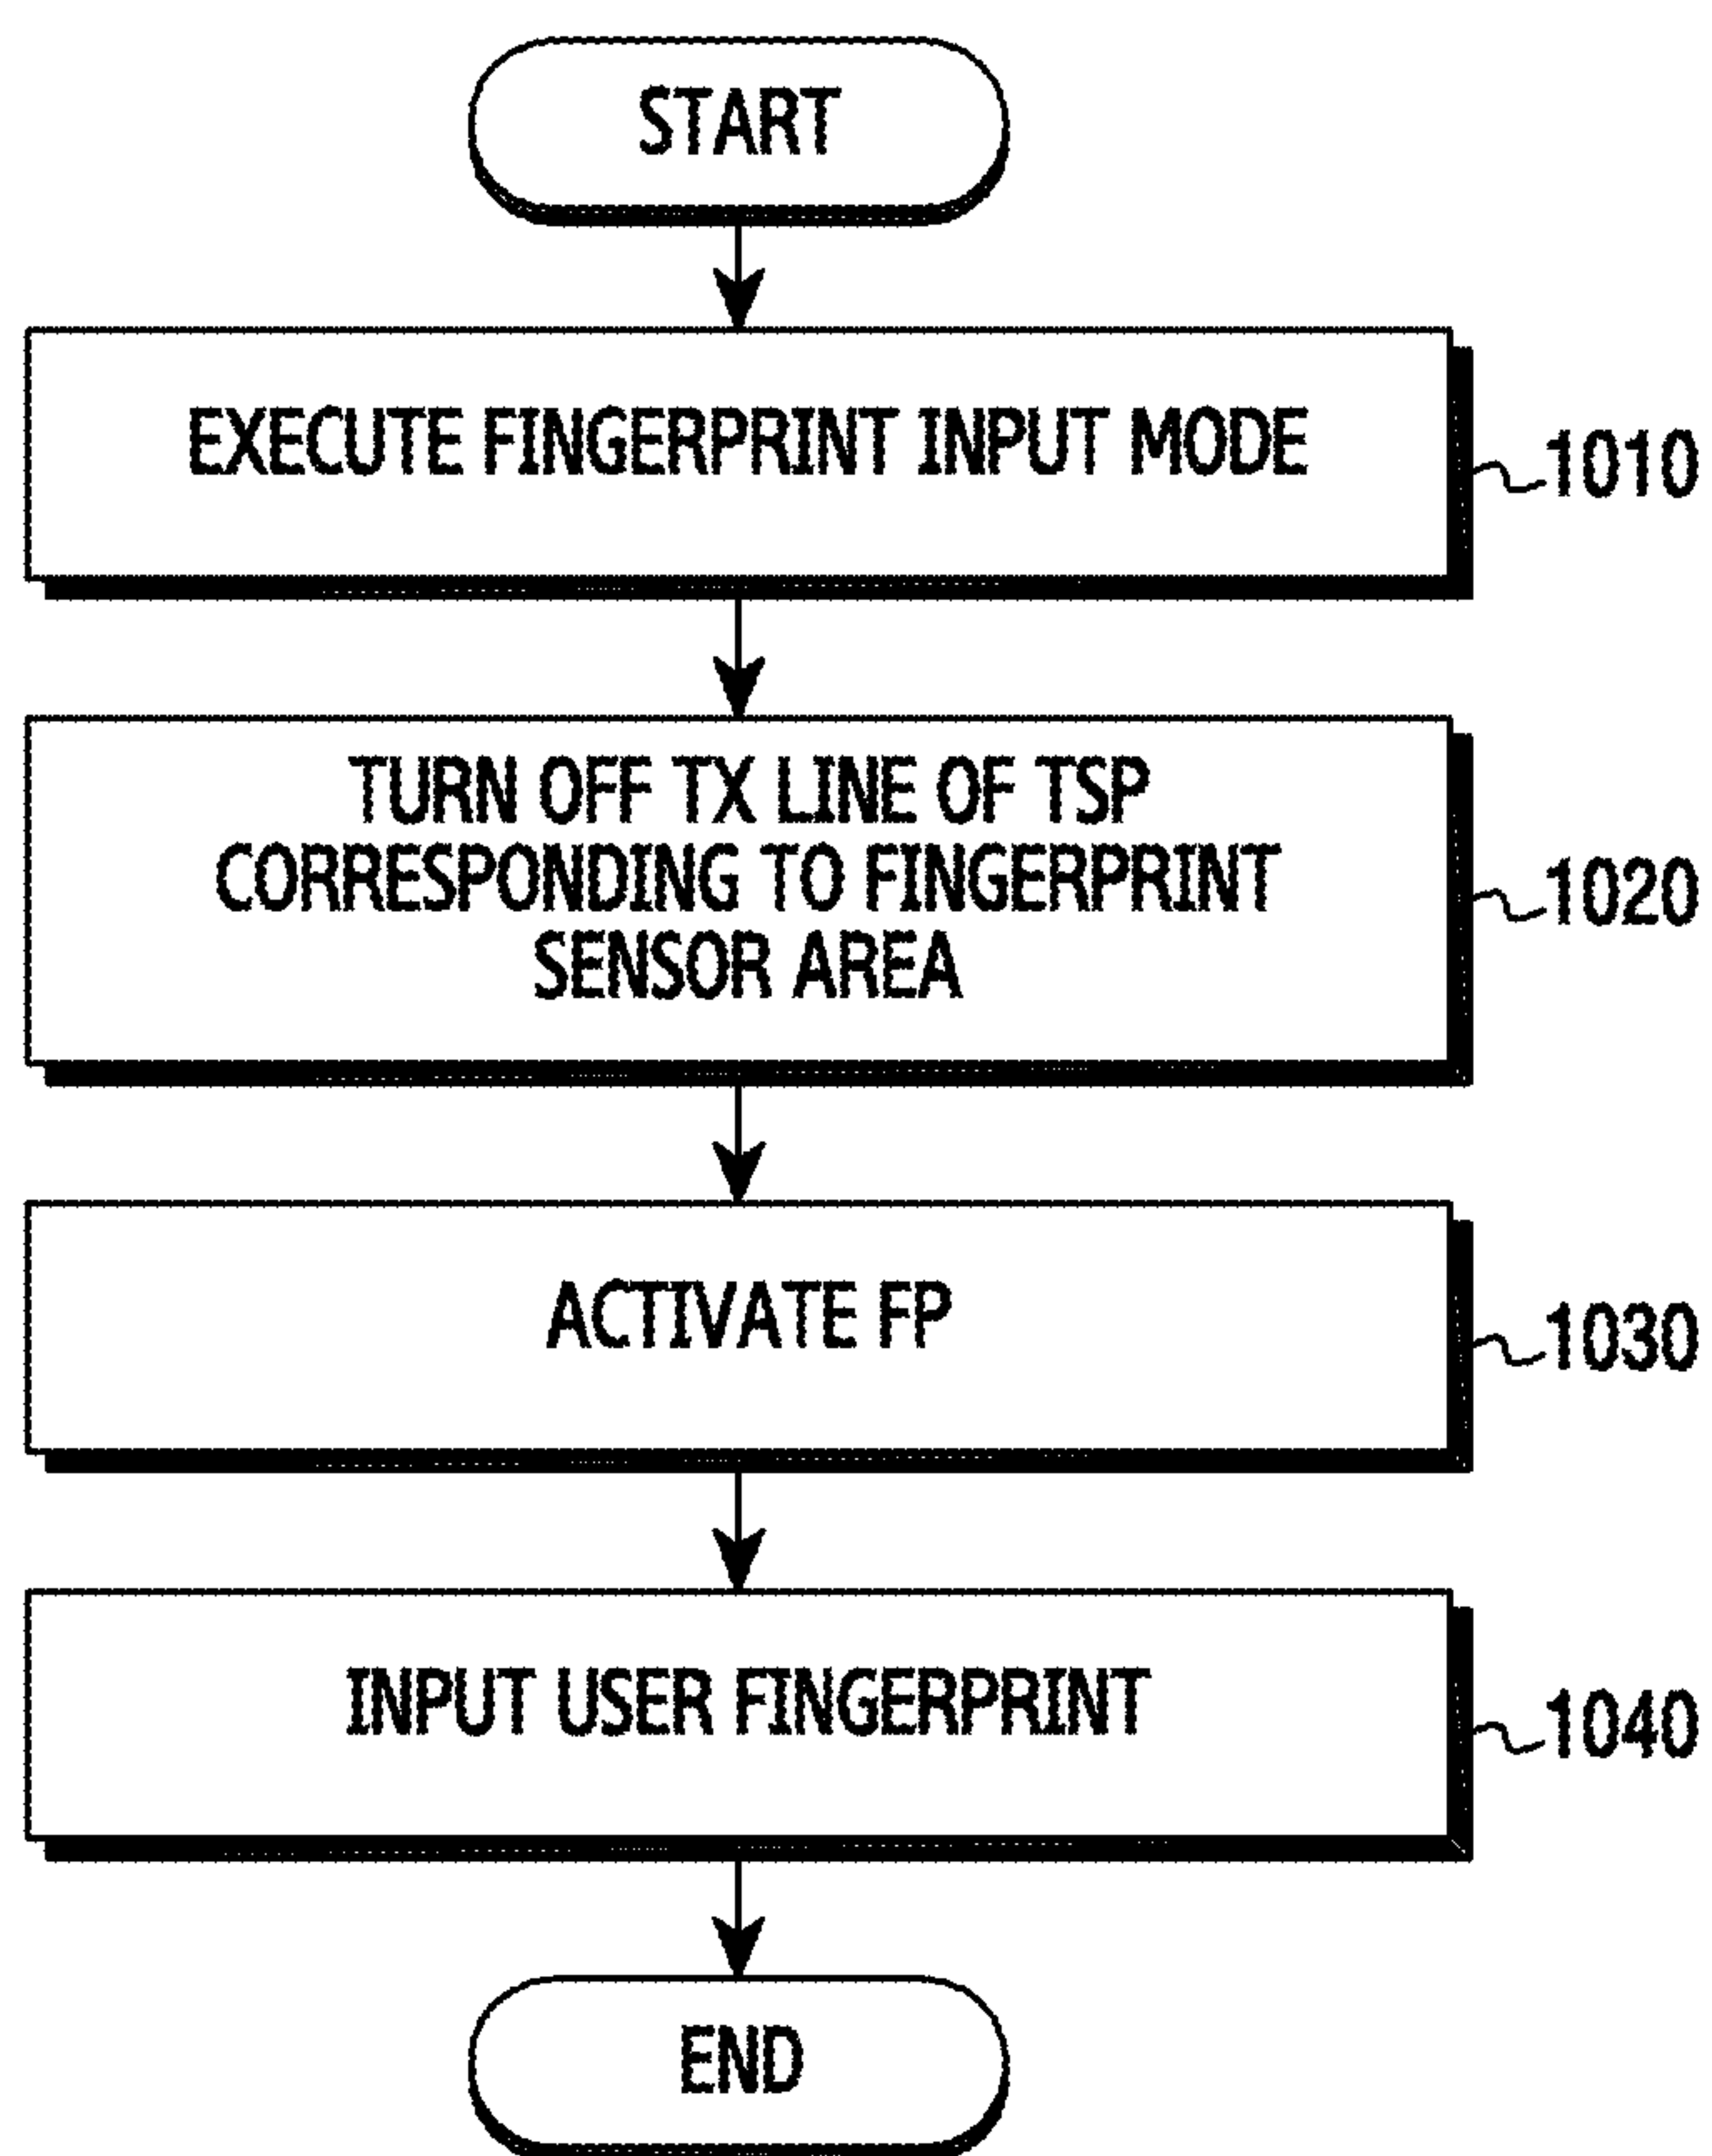 START
EXECUTE FINGERPRINT INPUT MODE
1010
TURN OFF TX LINE OF TSP
CORRESPONDING TO FINGERPRINT
SENSOR AREA
1020
ACTIVATE FP
1030
INPUT USER FINGERPRINT
1040
END